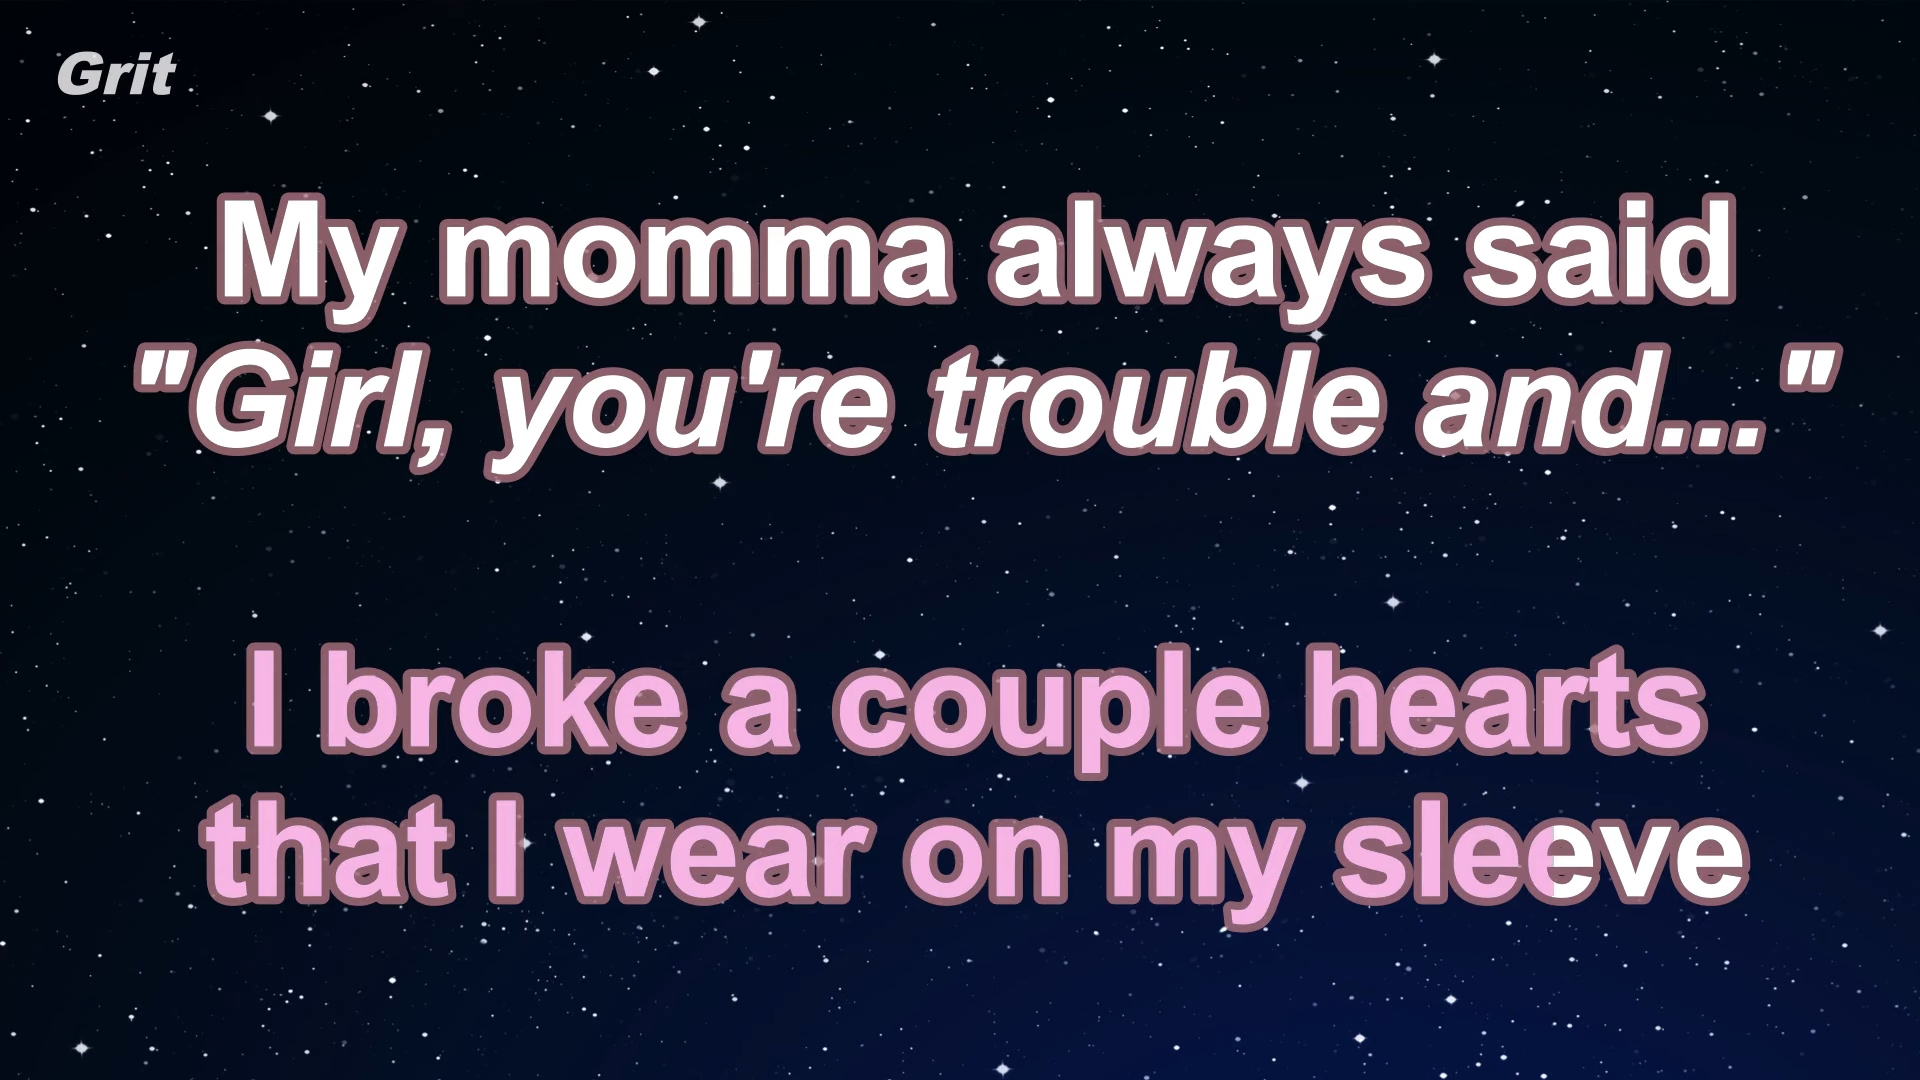 Grit
My momma always said
"Girl, you're trouble and..."
I broke a couple hearts
that I wear on my sleeve